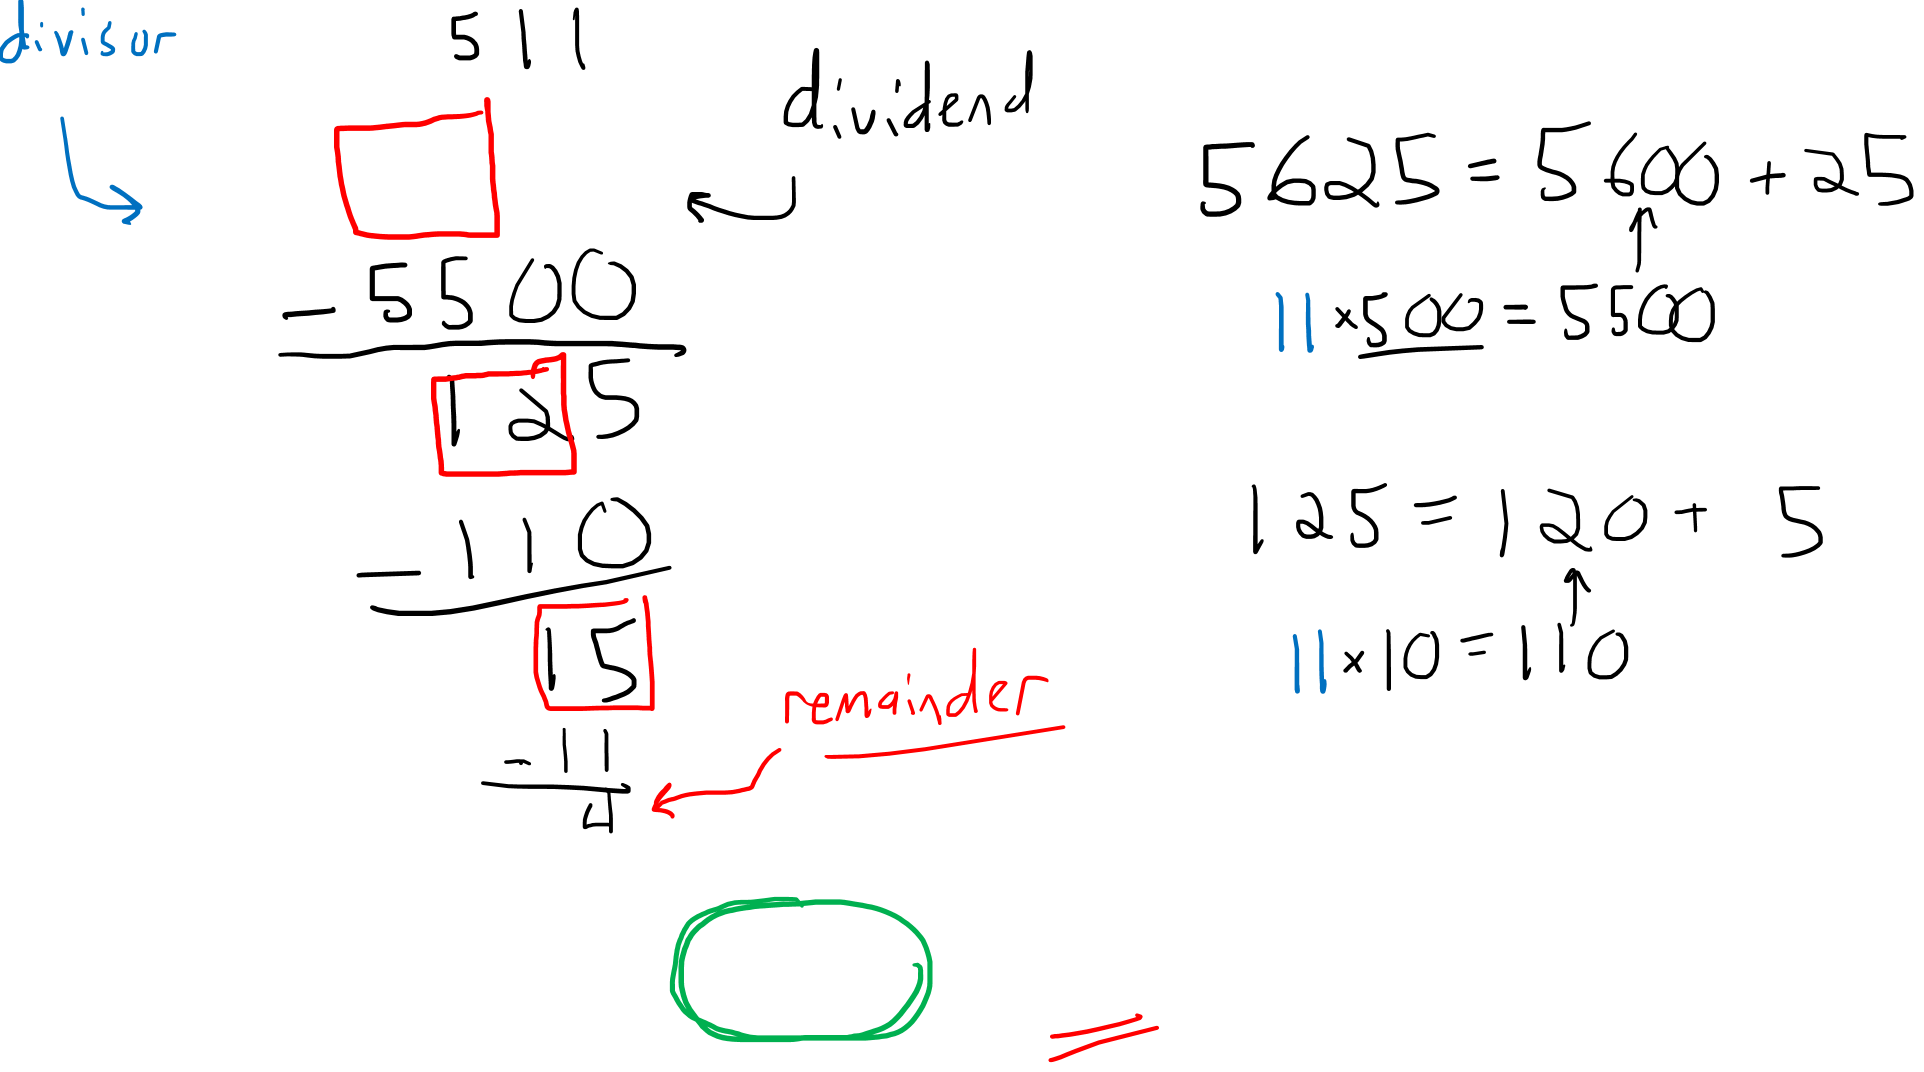 divisor
511
dividend
- 5500
125
- 110
15
- 11
4
remainder
5625 = 5600 + 25
11 × 500 = 5500
125 = 120 + 5
11 × 10 = 110